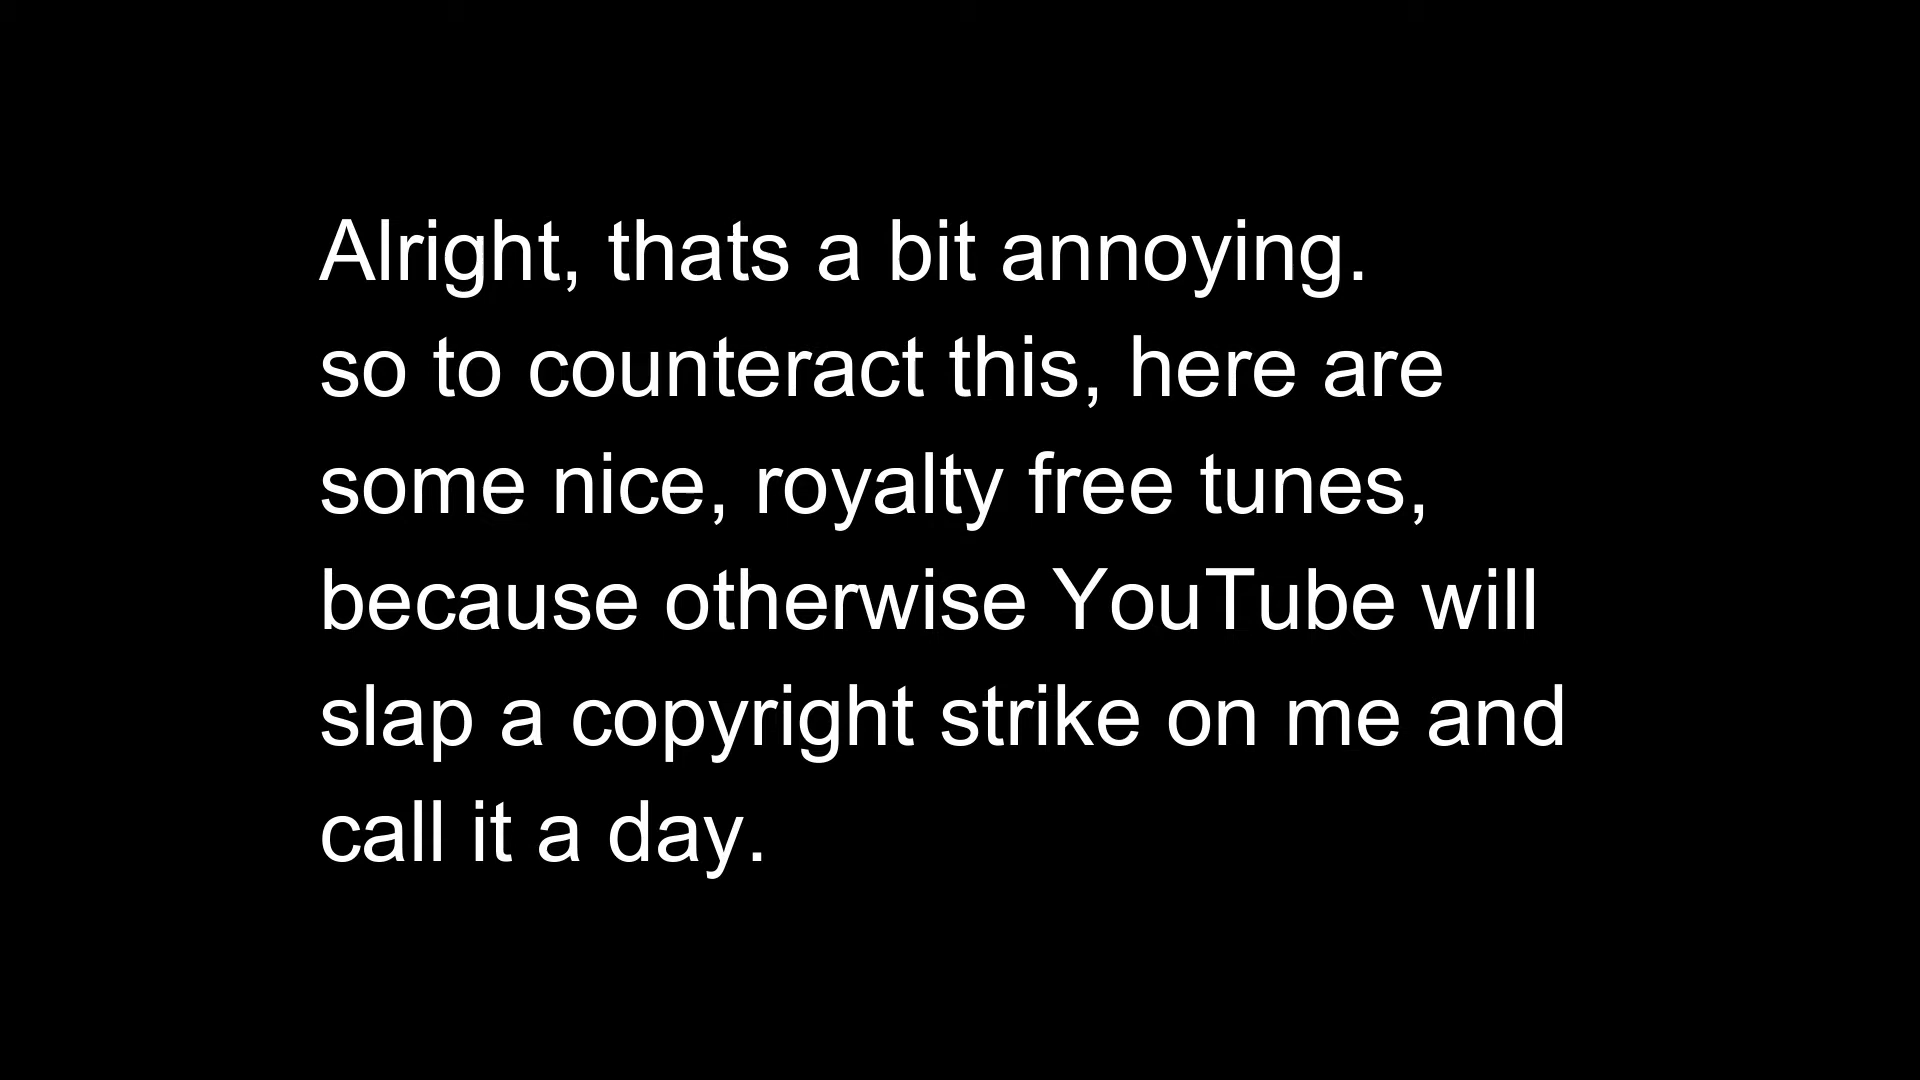 Alright, thats a bit annoying.
so to counteract this, here are
some nice, royalty free tunes,
because otherwise YouTube will
slap a copyright strike on me and
call it a day.